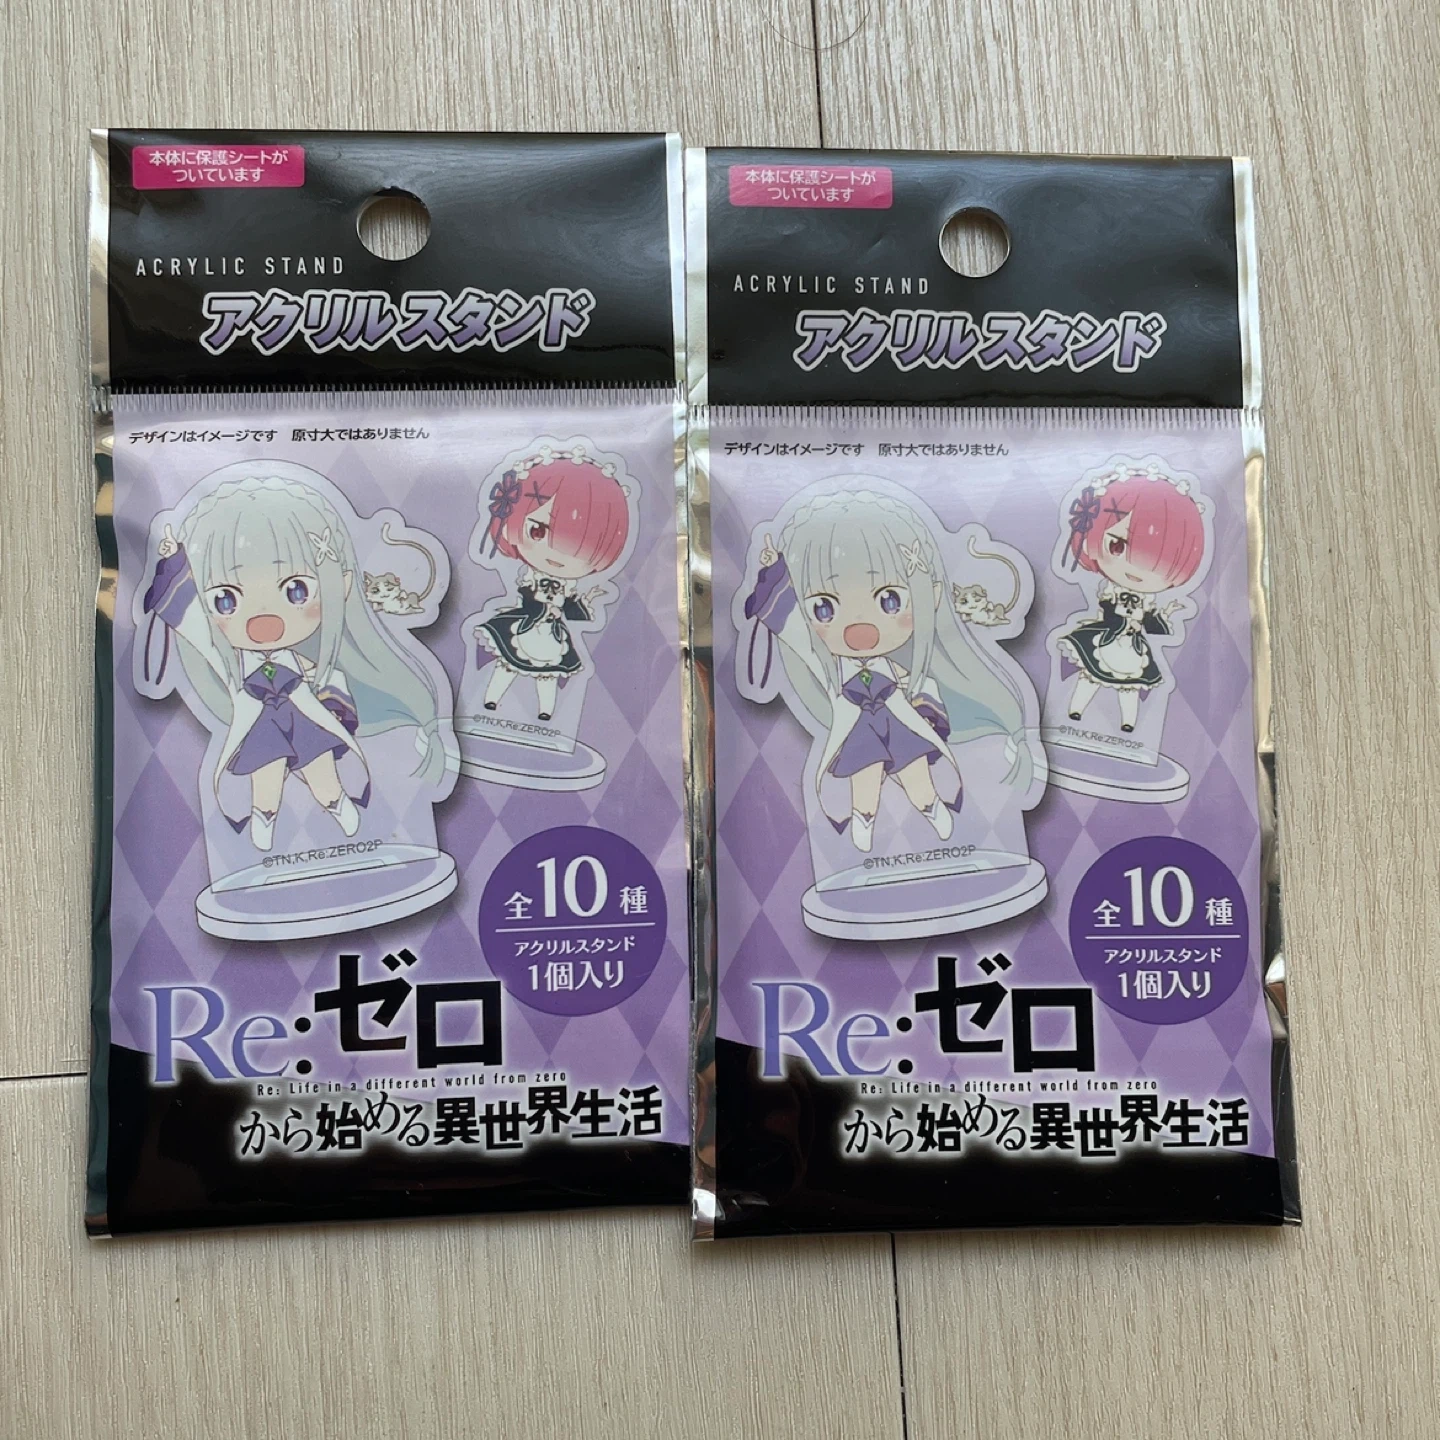 本体に保護シートが
ついています
ACRYLIC STAND
アクリルスタンド
デザインはイメージです 原寸大ではありません
©TN,K,Re:ZERO2P
©TN,K,Re:ZERO2P
全10種
アクリルスタンド
1個入り
Re:ゼロ
Re: Life in a different world from zero
から始める異世界生活
本体に保護シートが
ついています
ACRYLIC STAND
アクリルスタンド
デザインはイメージです 原寸大ではありません
©TN,K,Re:ZERO2P
©TN,K,Re:ZERO2P
全10種
アクリルスタンド
1個入り
Re:ゼロ
Re: Life in a different world from zero
から始める異世界生活